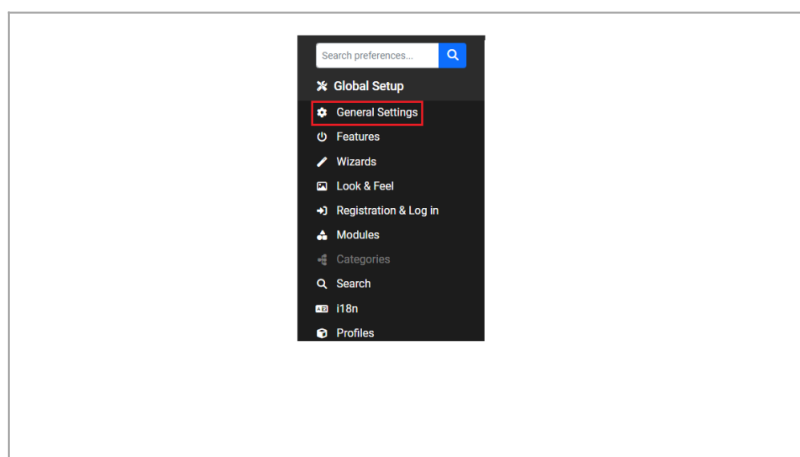 Search preferences...
Global Setup
General Settings
Features
Wizards
Look & Feel
Registration & Log in
Modules
Categories
Search
i18n
Profiles